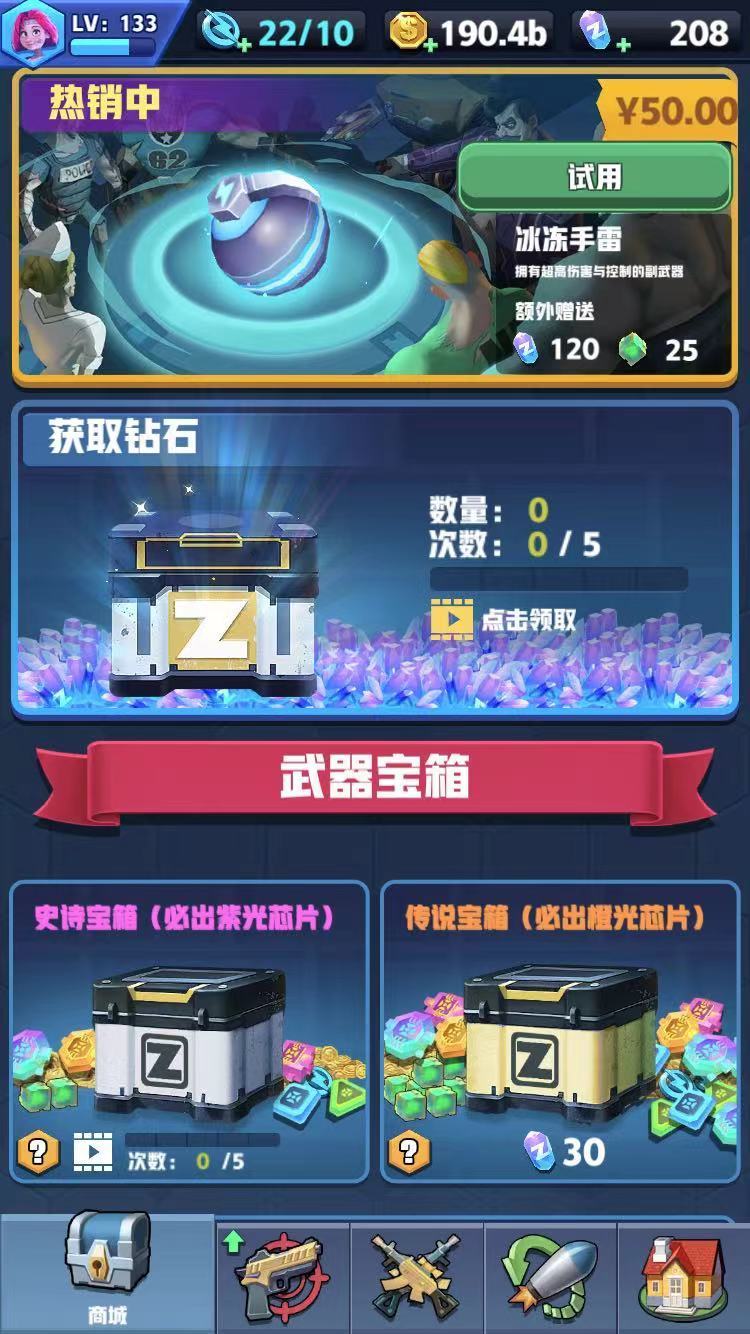 LV: 133
22/10
190.4b
208
热销中
¥50.00
POLICE
62
试用
冰冻手雷
拥有超高伤害与控制的副武器
额外赠送
120
25
获取钻石
数量: 0
次数: 0 / 5
Z
点击领取
武器宝箱
史诗宝箱（必出紫光芯片）
传说宝箱（必出橙光芯片）
Z
Z
?
次数: 0 /5
?
30
商城